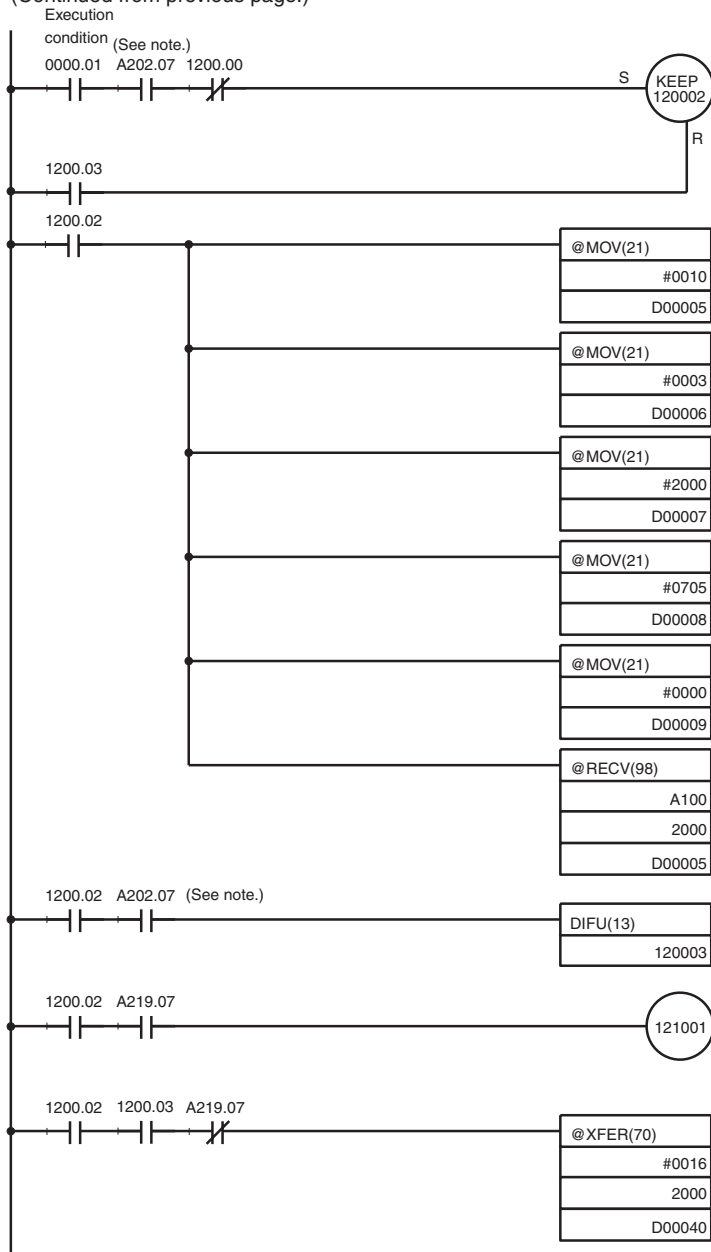 (Continued from previous page.)
Execution
condition (See note.)
0000.01 A202.07 1200.00
S
KEEP
120002
R
1200.03
1200.02
@MOV(21)
#0010
D00005
@MOV(21)
#0003
D00006
@MOV(21)
#2000
D00007
@MOV(21)
#0705
D00008
@MOV(21)
#0000
D00009
@RECV(98)
A100
2000
D00005
1200.02 A202.07 (See note.)
DIFU(13)
120003
1200.02 A219.07
121001
1200.02 1200.03 A219.07
@XFER(70)
#0016
2000
D00040